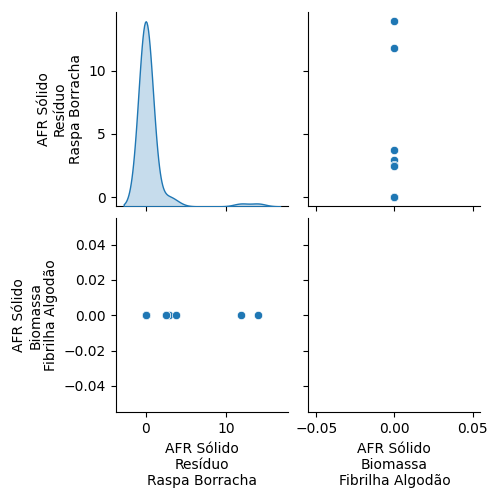 AFR Sólido
Resíduo
Raspa Borracha
10
5
0
AFR Sólido
Biomassa
Fibrilha Algodão
0.04
0.02
0.00
−0.02
−0.04
0
10
AFR Sólido
Resíduo
Raspa Borracha
−0.05
0.00
0.05
AFR Sólido
Biomassa
Fibrilha Algodão